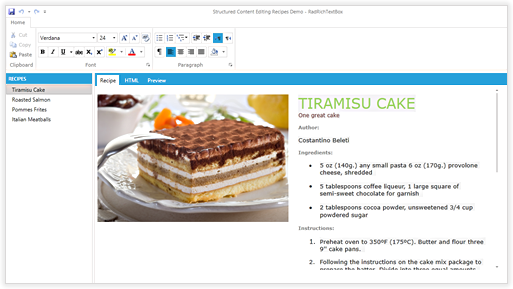 Structured Content Editing Recipes Demo - RadRichTextBox
Home
Cut
Copy
Paste
Clipboard
Verdana
24
Font
Paragraph
RECIPES
Tiramisu Cake
Roasted Salmon
Pommes Frites
Italian Meatballs
Recipe
HTML
Preview
TIRAMISU CAKE
One great cake
Author:
Costantino Beleti
Ingredients:
• 5 oz (140g.) any small pasta 6 oz (170g.) provolone
cheese, shredded
• 5 tablespoons coffee liqueur, 1 large square of
semi-sweet chocolate for garnish
• 2 tablespoons cocoa powder, unsweetened 3/4 cup
powdered sugar
Instructions:
1. Preheat oven to 350ºF (175ºC). Butter and flour three
9" cake pans.
2. Following the instructions on the cake mix package to
prepare the batter. Divide into three equal amounts